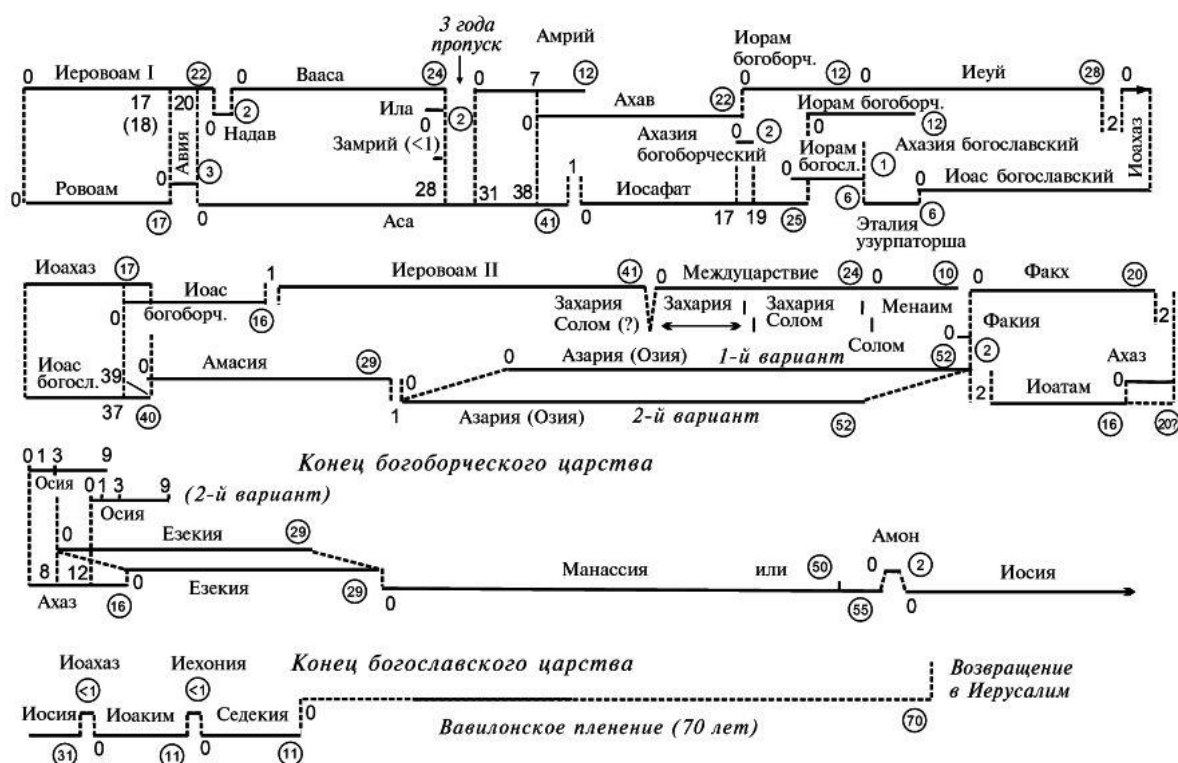 3 года
пропуск
Амрий
Иорам
богоборч.
0 Иеровоам I 22 0 Вааса 24 0 7 12 0 12 0 Иеуй 28 0
17 20 2 Ила 2 Ахав 22 Иорам богоборч. 2
(18) 0 Надав 0 0 Ахазия 0 2 0 12
Авия Замрий (<1) богоборческий Иорам Ахазия богославский Иоахаз
0 3 28 31 38 1 Иосафат богосл. 1 Иоас богославский
0 Ровоам 17 0 Аса 41 0 17 19 25 0 6 0 6
Эталия
узурпаторша
Иоахаз 17 Иоас 1 Иеровоам II 41 0 Междуцарствие 24 0 10 0 Факх 20
0 богоборч. 16 Захария Захария Захария Менаим 2
Солом (?) Солом 0 Факия
Иоас 39 0 Амасия 29 0 0 Азария (Озия) 1-й вариант Солом 52 2 Ахаз
богосл. 0
37 40 1 Азария (Озия) 2-й вариант 52 2 Иоатам 16 20?
0 1 3 9 Конец богоборческого царства
Осия 0 1 3 9 (2-й вариант)
Осия
0 Езекия 29 Амон
8 12 0 Езекия 29 Манассия или 50 0 2 Иосия
Ахаз 16 0 55 0
Иоахаз Иехония Конец богославского царства Возвращение
<1 <1 в Иерусалим
Иосия Иоаким Седекия 0 Вавилонское пленение (70 лет) 70
31 0 11 0 11